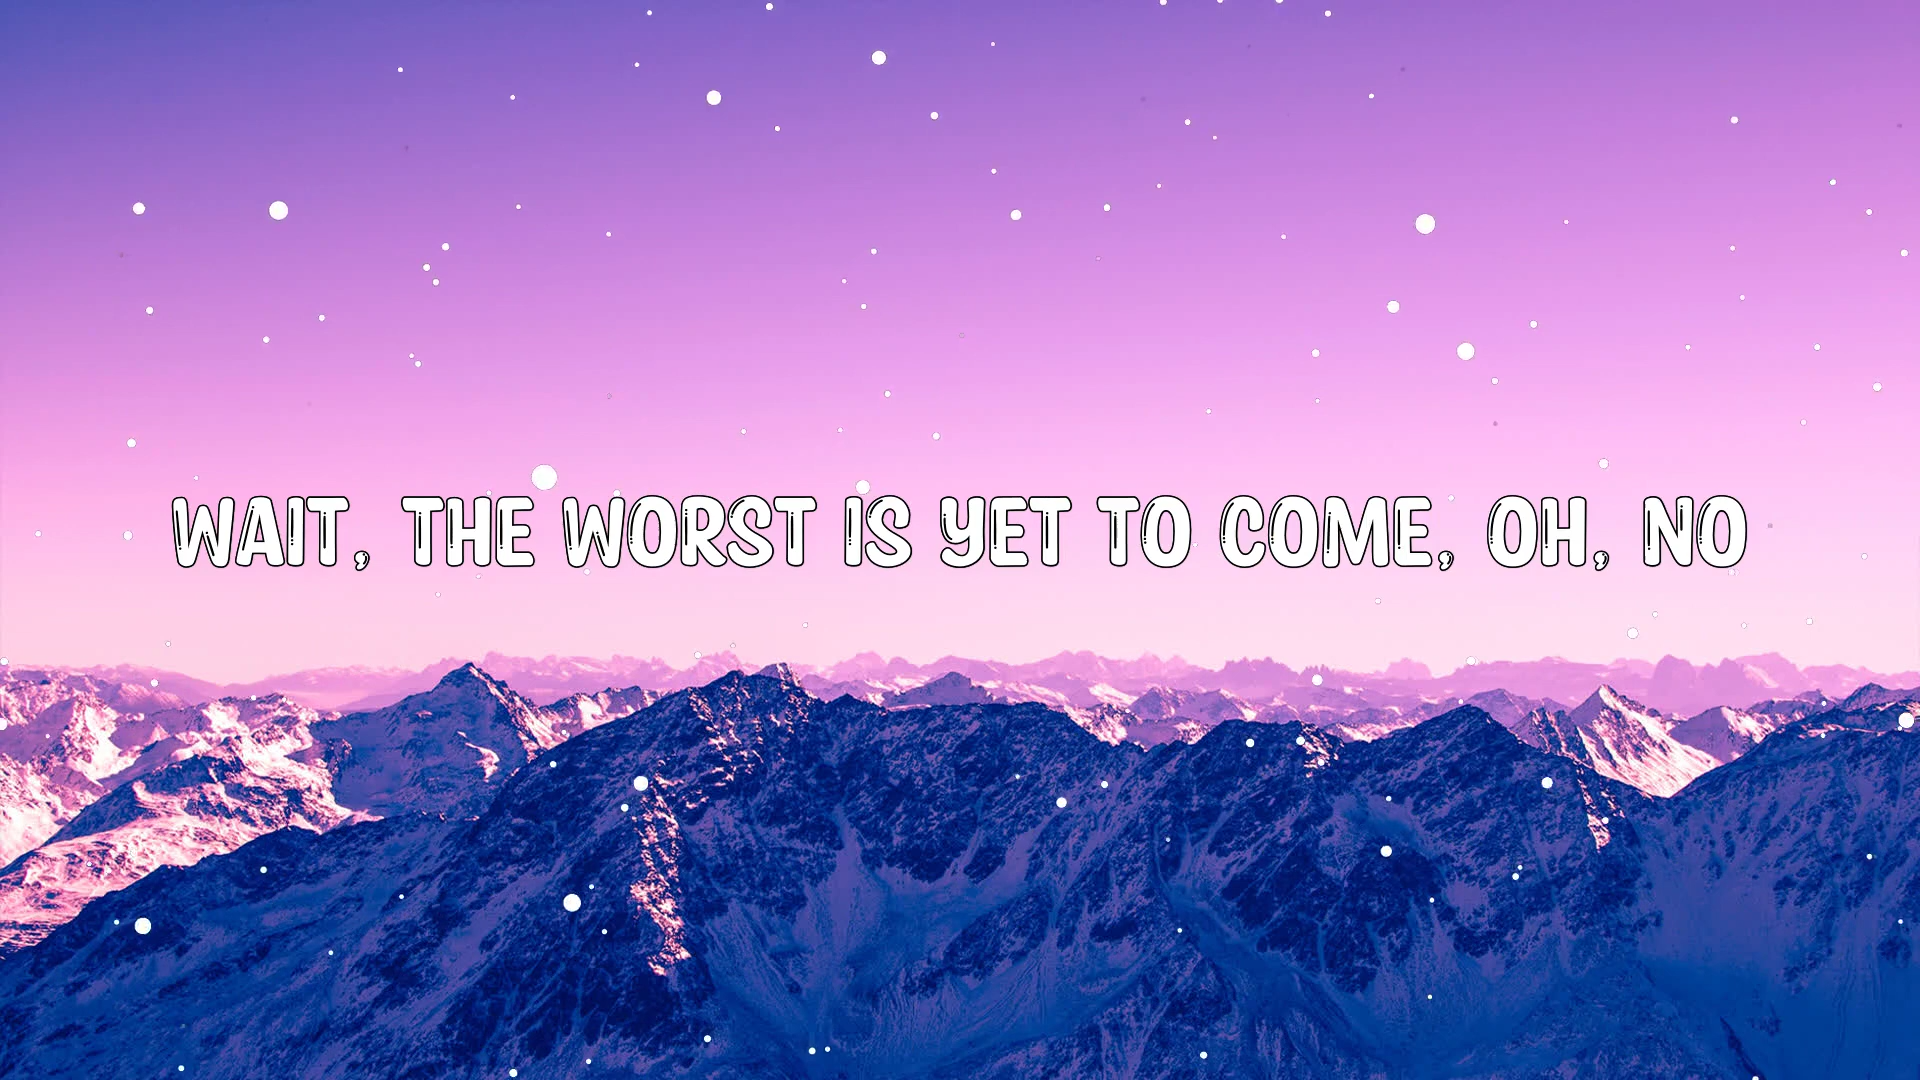 WAIT, THE WORST IS YET TO COME, OH, NO